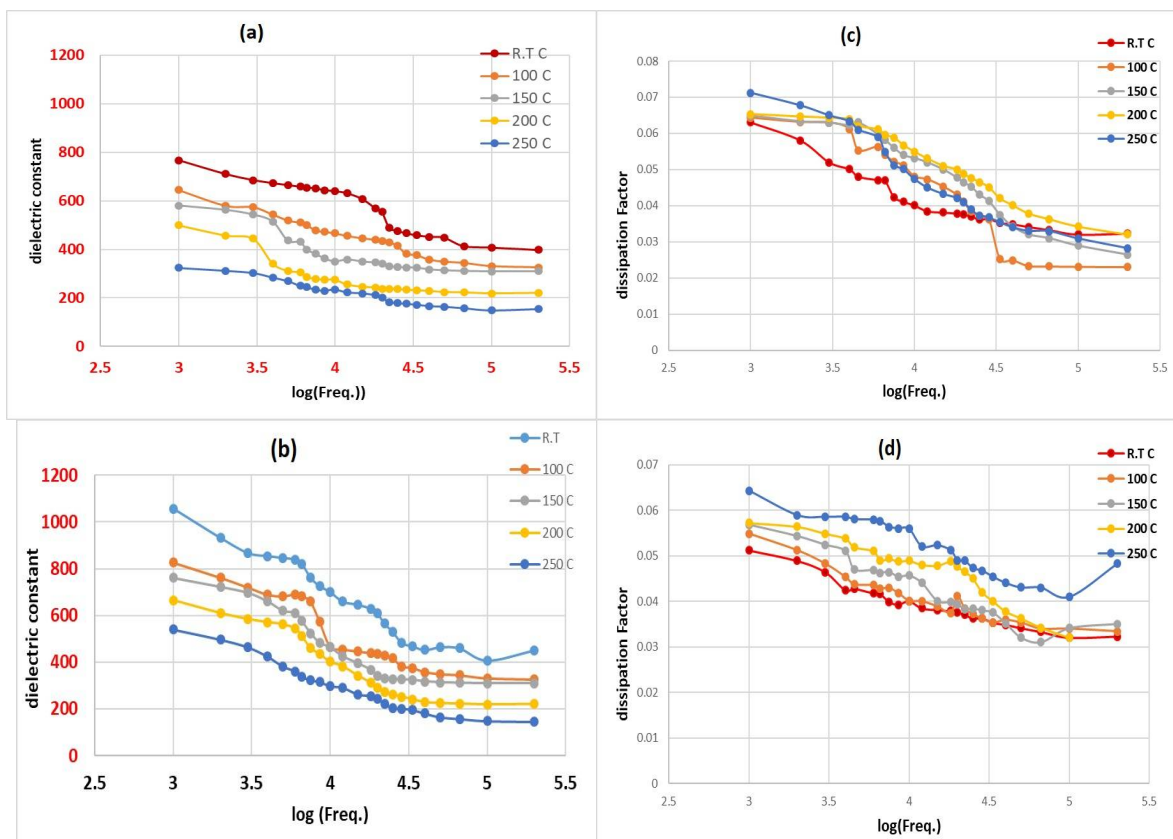 (a)
1200
1000
800
600
400
200
0
dielectric constant
2.5 3 3.5 4 4.5 5 5.5
log(Freq.))
R.T C
100 C
150 C
200 C
250 C
(c)
0.08
0.07
0.06
0.05
0.04
0.03
0.02
0.01
0
dissipation Factor
2.5 3 3.5 4 4.5 5 5.5
log(Freq.)
R.T C
100 C
150 C
200 C
250 C
(b)
1200
1000
800
600
400
200
0
dielectric constant
2.5 3 3.5 4 4.5 5 5.5
log (Freq.)
R.T
100 C
150 C
200 C
250 C
(d)
0.07
0.06
0.05
0.04
0.03
0.02
0.01
0
dissipation Factor
2.5 3 3.5 4 4.5 5 5.5
log(Freq.)
R.T C
100 C
150 C
200 C
250 C